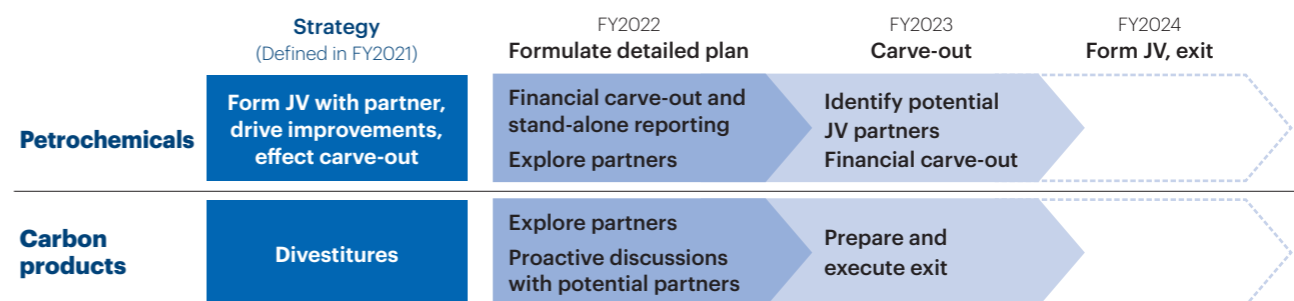 Strategy
(Defined in FY2021)
FY2022
Formulate detailed plan
FY2023
Carve-out
FY2024
Form JV, exit
Petrochemicals
Form JV with partner,
drive improvements,
effect carve-out
Financial carve-out and
stand-alone reporting
Explore partners
Identify potential
JV partners
Financial carve-out
Carbon
products
Divestitures
Explore partners
Proactive discussions
with potential partners
Prepare and
execute exit